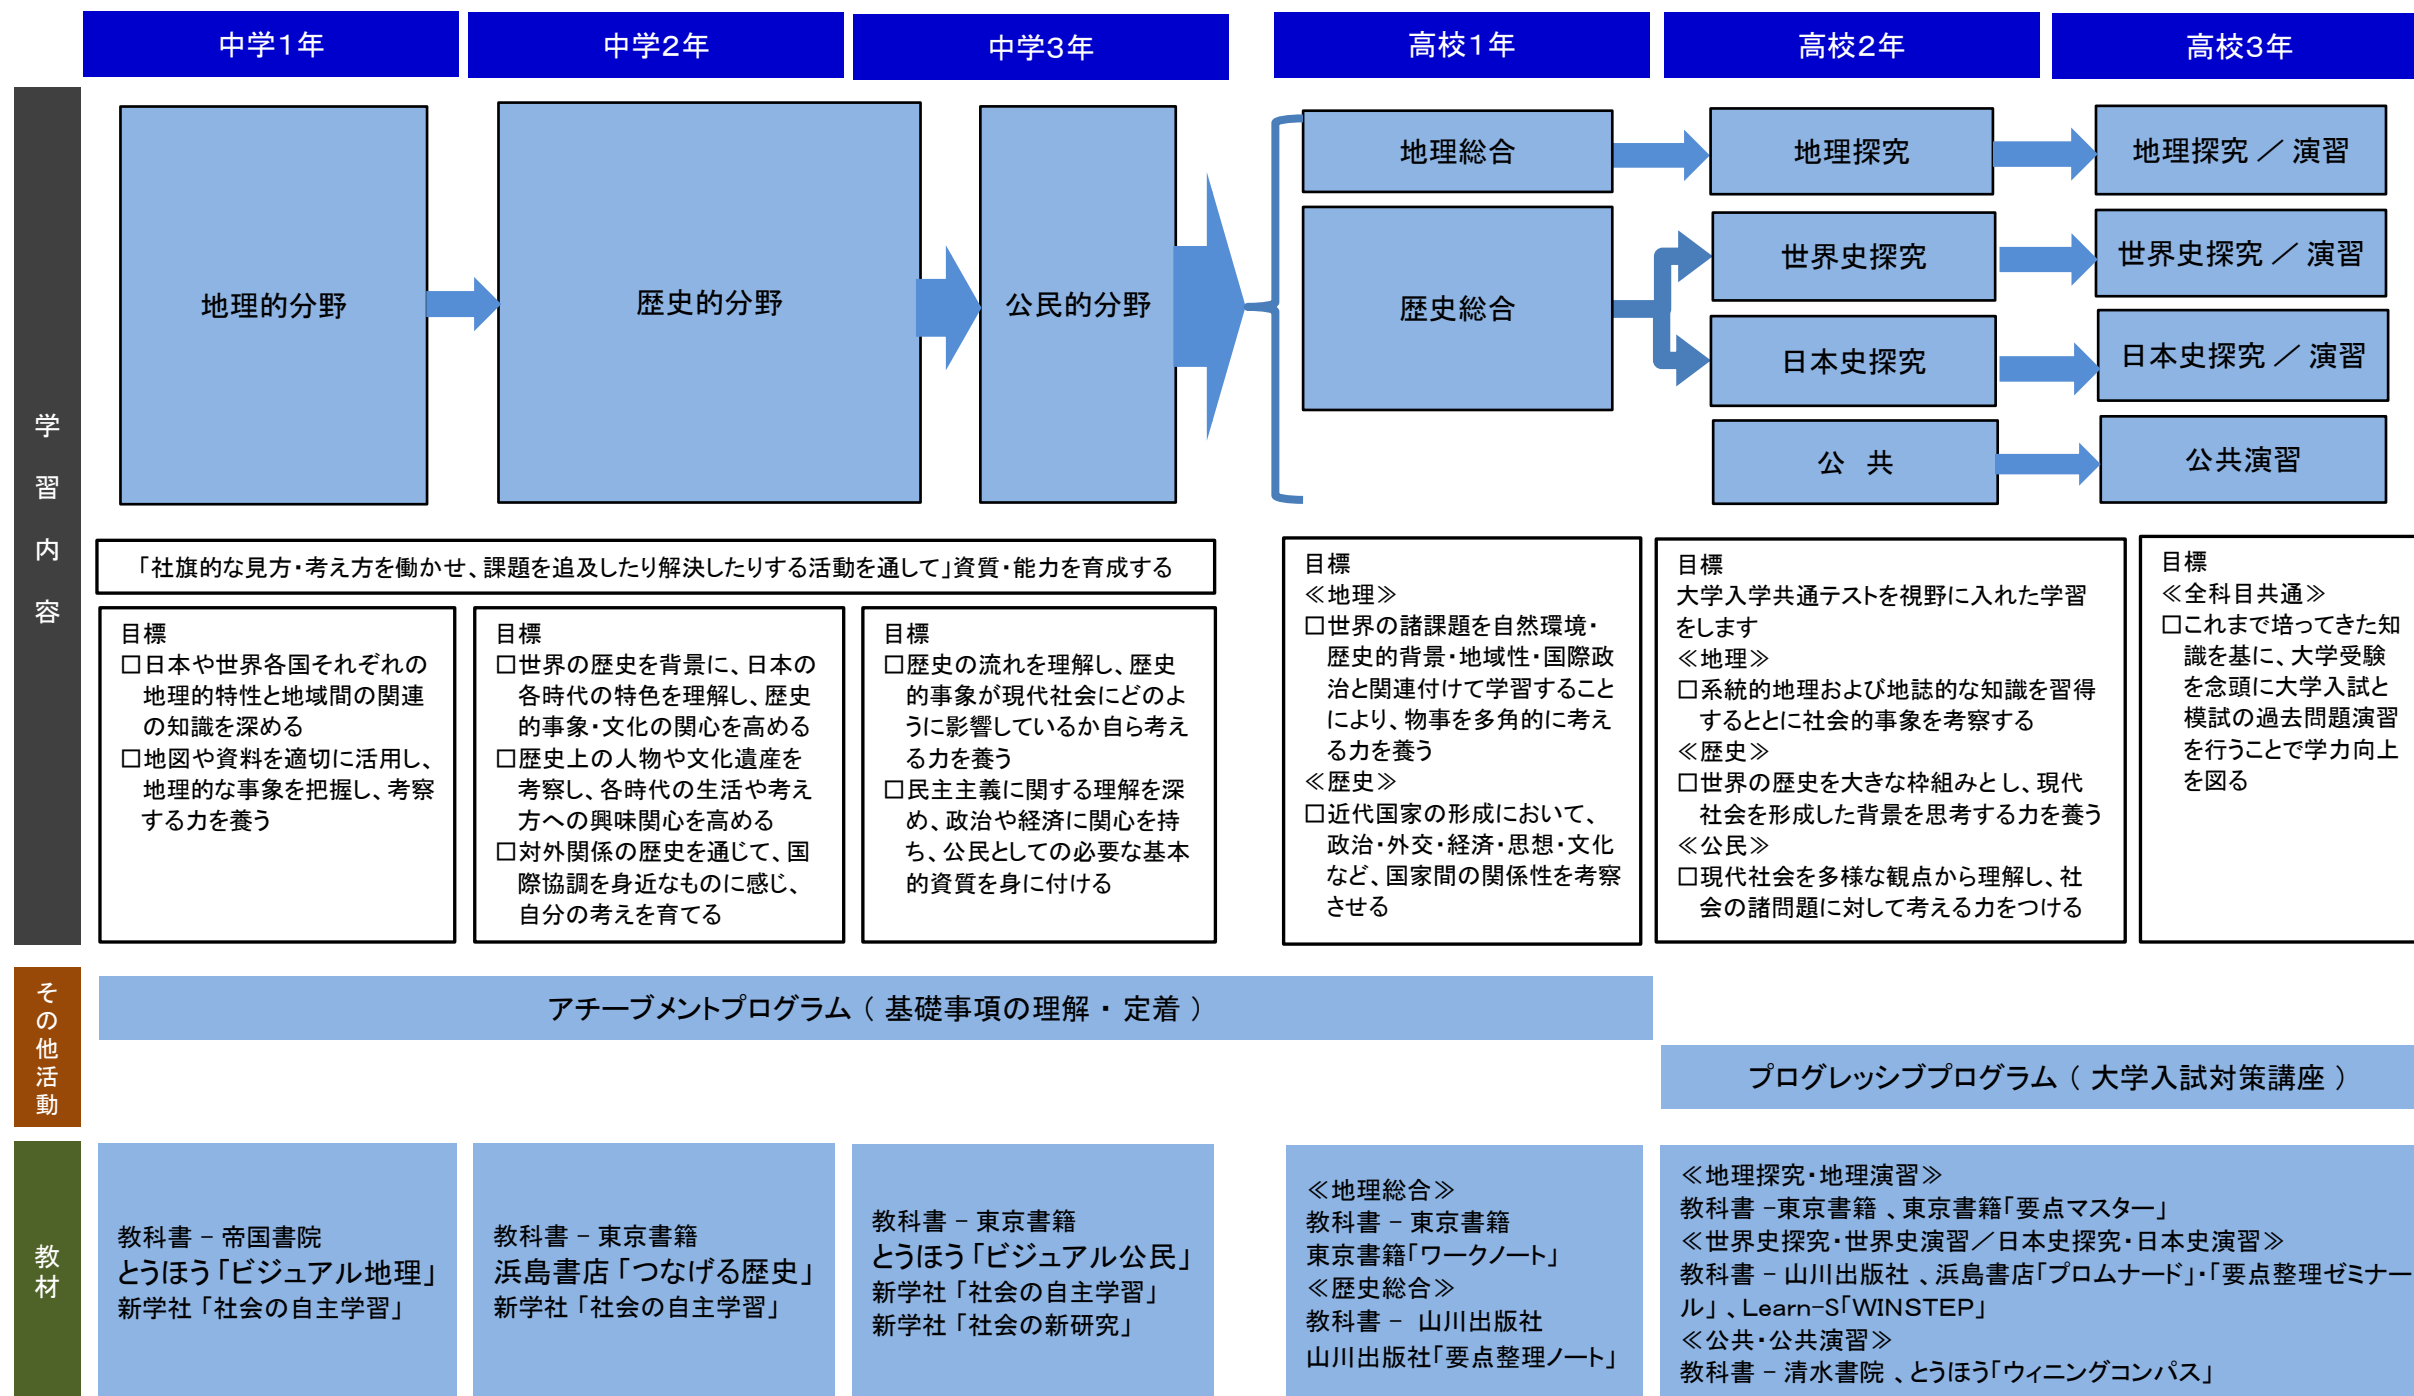 中学１年
中学２年
中学３年
高校１年
高校２年
高校３年
学習内容
地理的分野
歴史的分野
公民的分野
地理総合
歴史総合
地理探究
世界史探究
日本史探究
公　共
地理探究 ／ 演習
世界史探究 ／ 演習
日本史探究 ／ 演習
公共演習
「社旗的な見方・考え方を働かせ、課題を追及したり解決したりする活動を通して」資質・能力を育成する
目標
□日本や世界各国それぞれの
地理的特性と地域間の関連
の知識を深める
□地図や資料を適切に活用し、
地理的な事象を把握し、考察
する力を養う
目標
□世界の歴史を背景に、日本の
各時代の特色を理解し、歴史
的事象・文化の関心を高める
□歴史上の人物や文化遺産を
考察し、各時代の生活や考え
方への興味関心を高める
□対外関係の歴史を通じて、国
際協調を身近なものに感じ、
自分の考えを育てる
目標
□歴史の流れを理解し、歴史
的事象が現代社会にどのよ
うに影響しているか自ら考え
る力を養う
□民主主義に関する理解を深
め、政治や経済に関心を持
ち、公民としての必要な基本
的資質を身に付ける
目標
≪地理≫
□世界の諸課題を自然環境・
歴史的背景・地域性・国際政
治と関連付けて学習すること
により、物事を多角的に考え
る力を養う
≪歴史≫
□近代国家の形成において、
政治・外交・経済・思想・文化
など、国家間の関係性を考察
させる
目標
大学入学共通テストを視野に入れた学習
をします
≪地理≫
□系統的地理および地誌的な知識を習得
するととに社会的事象を考察する
≪歴史≫
□世界の歴史を大きな枠組みとし、現代
社会を形成した背景を思考する力を養う
≪公民≫
□現代社会を多様な観点から理解し、社
会の諸問題に対して考える力をつける
目標
≪全科目共通≫
□これまで培ってきた知
識を基に、大学受験
を念頭に大学入試と
模試の過去問題演習
を行うことで学力向上
を図る
その他活動
アチーブメントプログラム（ 基礎事項の理解 ・ 定着 ）
プログレッシブプログラム（ 大学入試対策講座 ）
教材
教科書 − 帝国書院
とうほう「ビジュアル地理」
新学社 「社会の自主学習」
教科書 − 東京書籍
浜島書店 「つなげる歴史」
新学社 「社会の自主学習」
教科書 − 東京書籍
とうほう「ビジュアル公民」
新学社 「社会の自主学習」
新学社 「社会の新研究」
≪地理総合≫
教科書 − 東京書籍
東京書籍「ワークノート」
≪歴史総合≫
教科書 − 山川出版社
山川出版社「要点整理ノート」
≪地理探究・地理演習≫
教科書 −東京書籍 、東京書籍「要点マスター」
≪世界史探究・世界史演習／日本史探究・日本史演習≫
教科書 − 山川出版社 、浜島書店「プロムナード」・「要点整理ゼミナー
ル」 、Learn-S「WINSTEP」
≪公共・公共演習≫
教科書 − 清水書院 、とうほう「ウィニングコンパス」